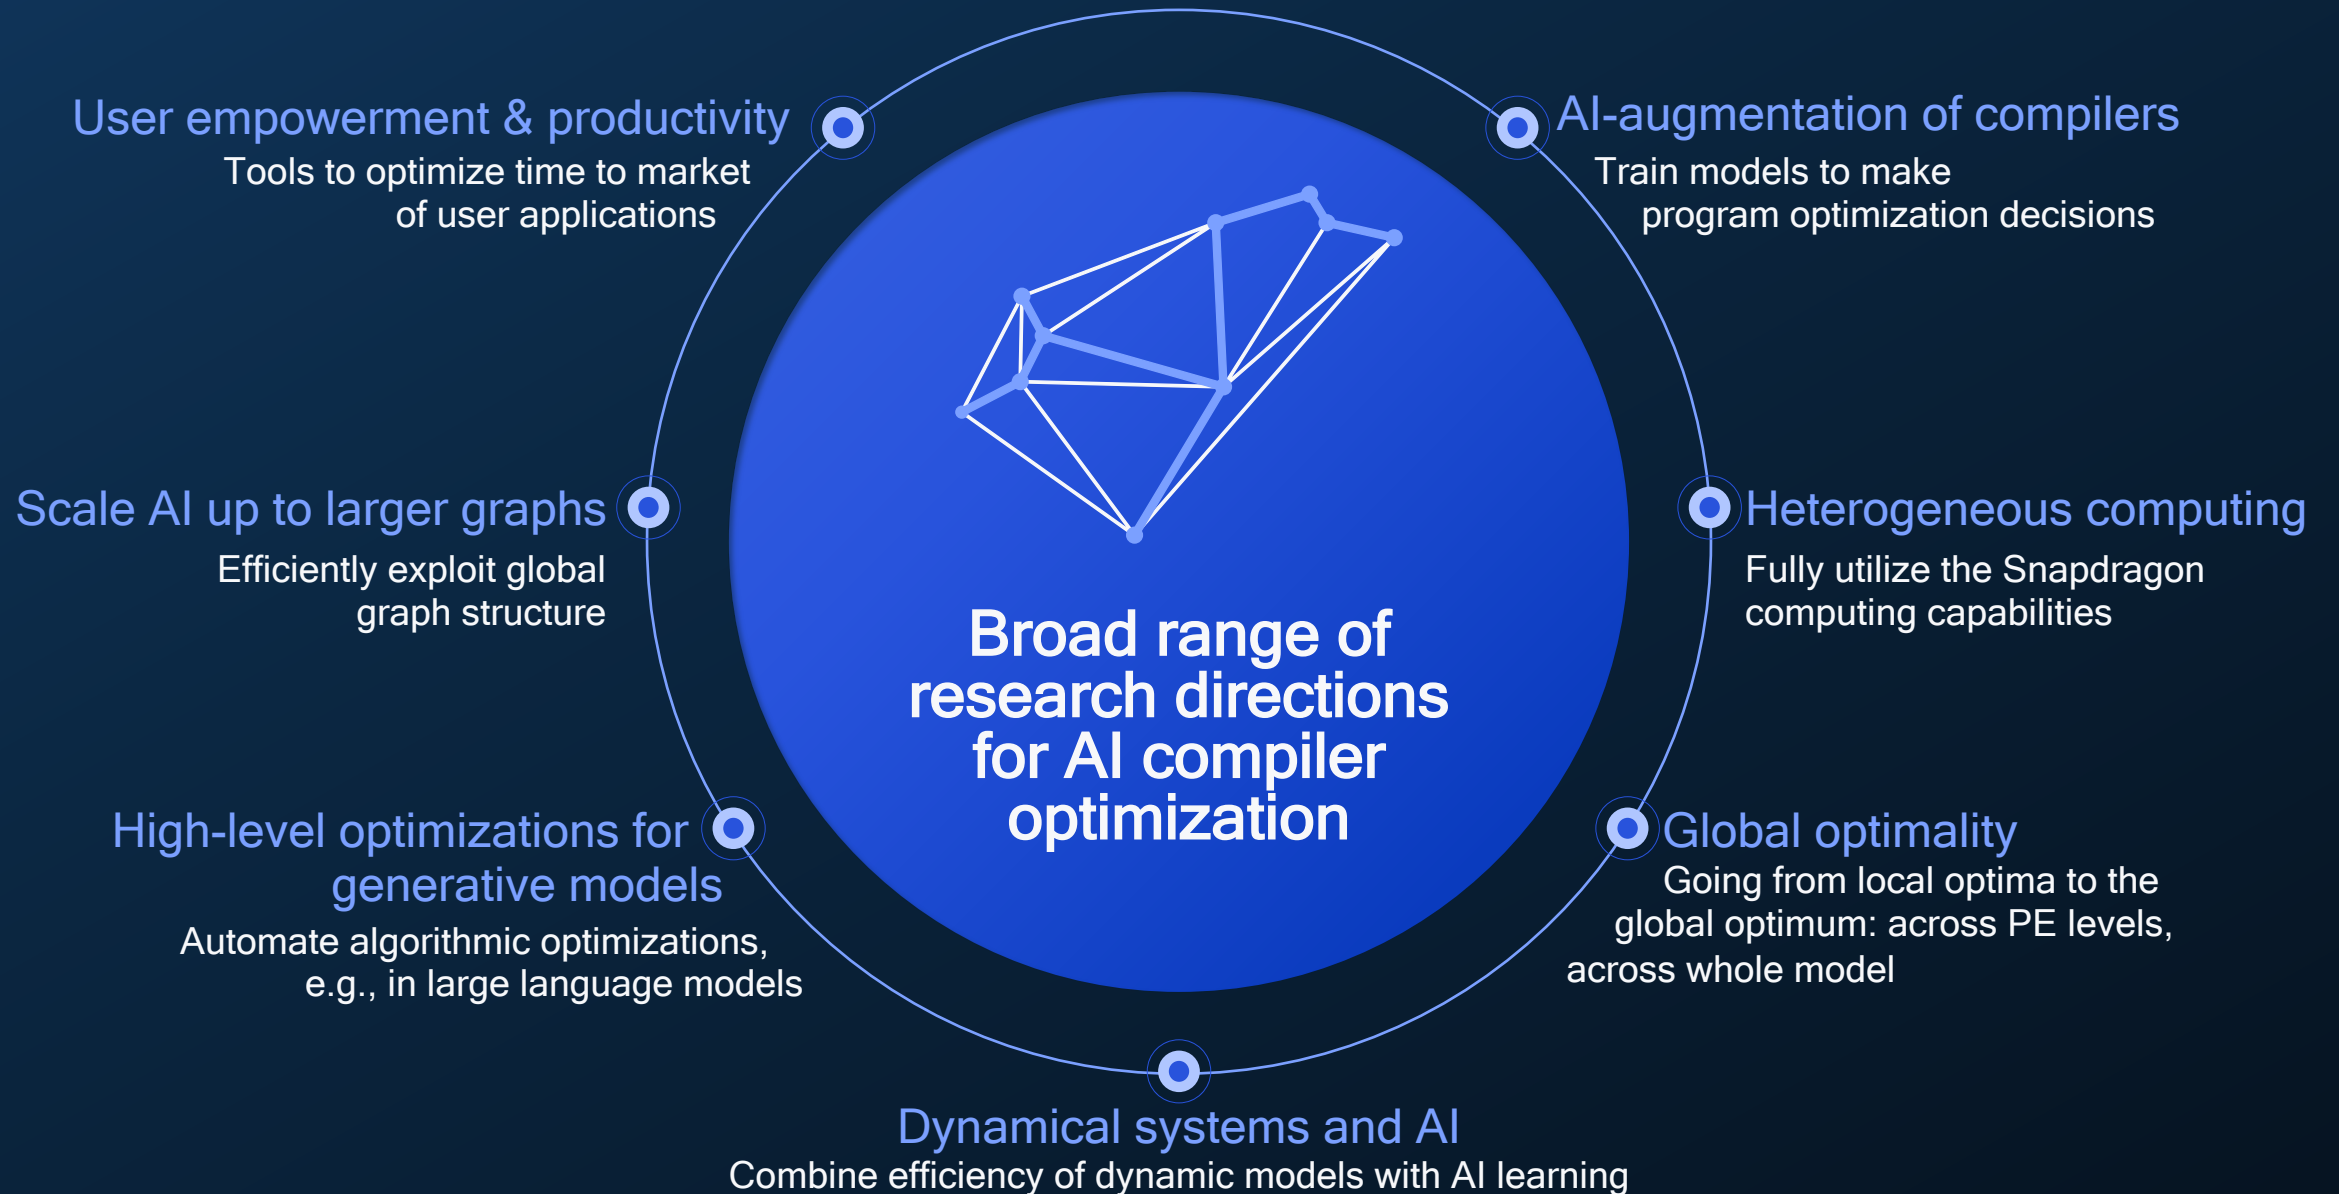 User empowerment & productivity
Tools to optimize time to market
of user applications
AI-augmentation of compilers
Train models to make
program optimization decisions
Scale AI up to larger graphs
Efficiently exploit global
graph structure
Heterogeneous computing
Fully utilize the Snapdragon
computing capabilities
Broad range of
research directions
for AI compiler
optimization
High-level optimizations for
generative models
Automate algorithmic optimizations,
e.g., in large language models
Global optimality
Going from local optima to the
global optimum: across PE levels,
across whole model
Dynamical systems and AI
Combine efficiency of dynamic models with AI learning